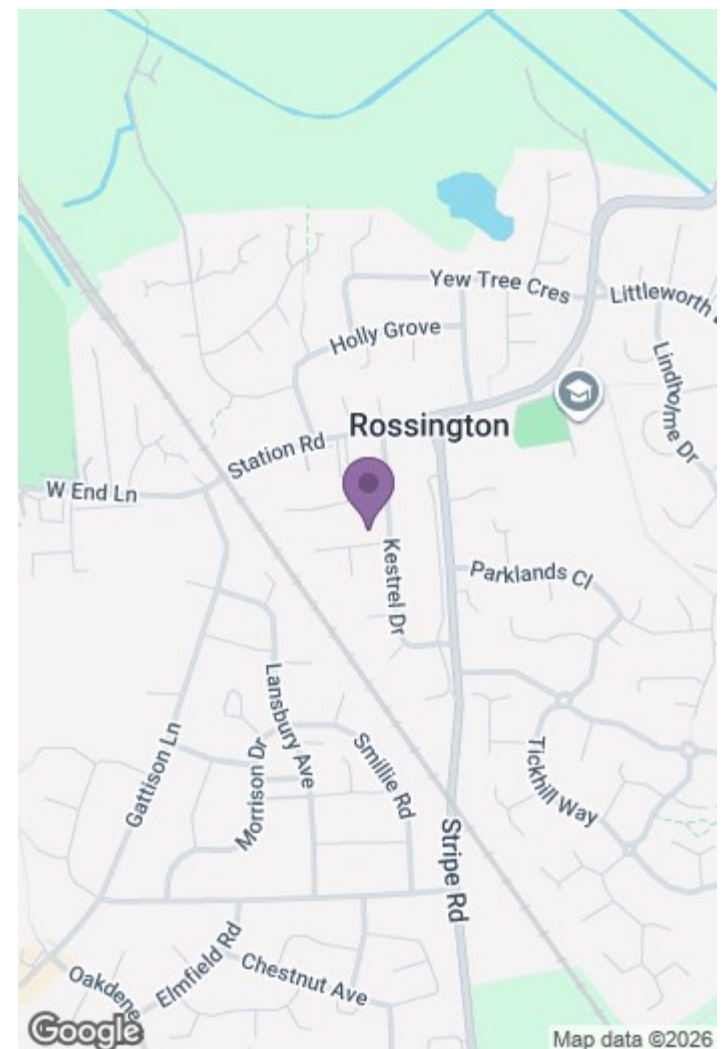 Yew Tree Cres
Littleworth
Holly Grove
Lindholme Dr
Rossington
Station Rd
W End Ln
Kestrel Dr
Parklands Cl
Lansbury Ave
Gattison Ln
Morrison Dr
Smillie Rd
Tickhill Way
Stripe Rd
Elmfield Rd
Chestnut Ave
Oakdene
Google
Map data ©2026